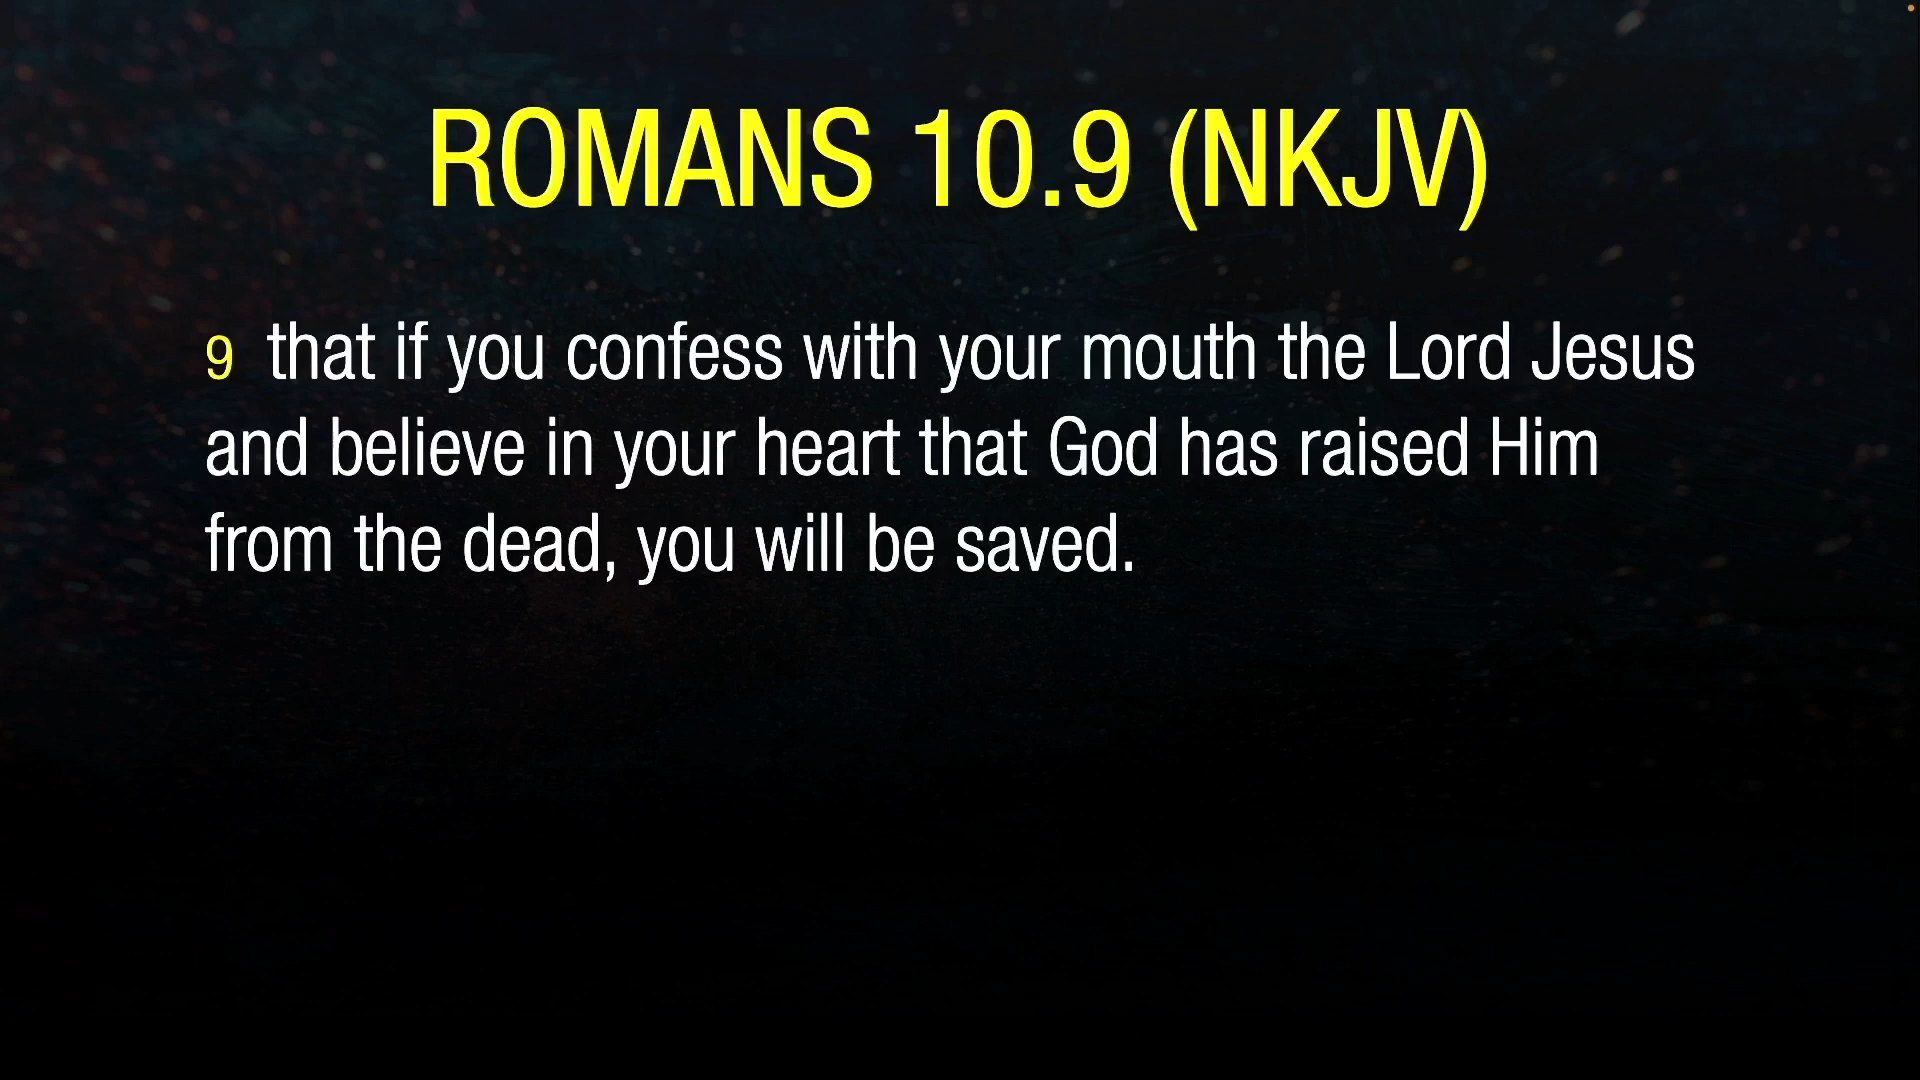 ROMANS 10.9 (NKJV)
9 that if you confess with your mouth the Lord Jesus
and believe in your heart that God has raised Him
from the dead, you will be saved.